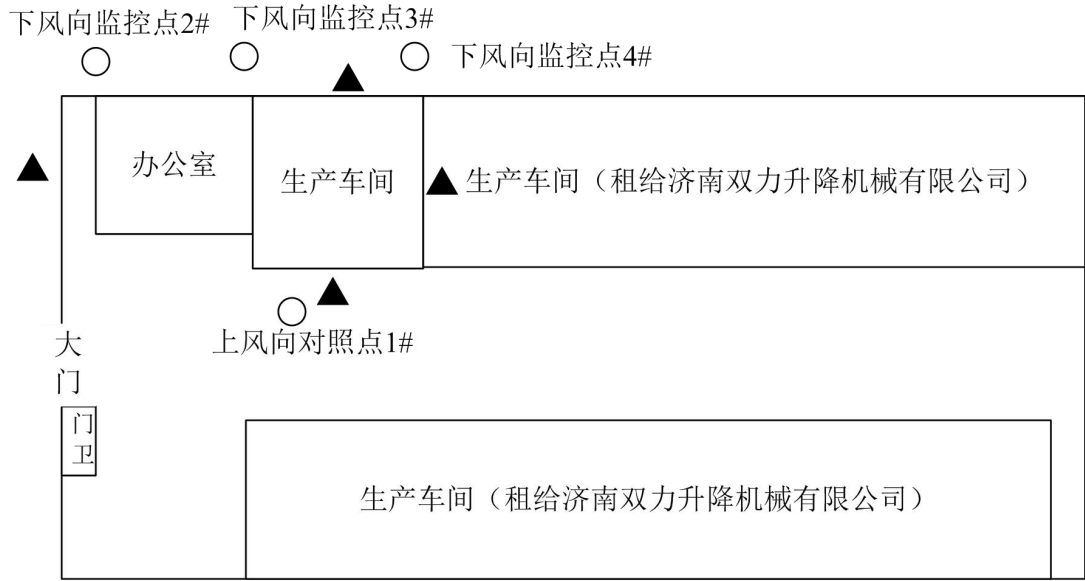 下风向监控点2#
下风向监控点3#
下风向监控点4#
办公室
生产车间
生产车间（租给济南双力升降机械有限公司）
上风向对照点1#
大门
门卫
生产车间（租给济南双力升降机械有限公司）